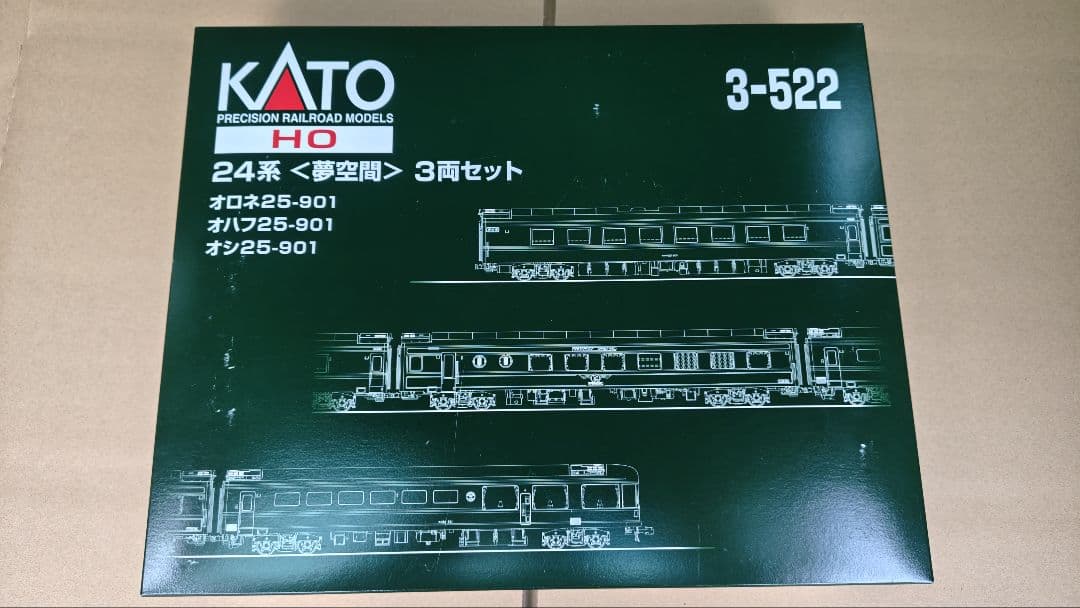 KATO
PRECISION RAILROAD MODELS
HO
3-522
24系 <夢空間> 3両セット
オロネ25-901
オハフ25-901
オシ25-901